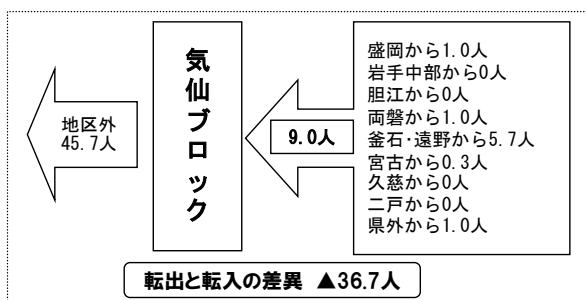 地区外
45.7人
気仙ブロック
9.0人
盛岡から1.0人
岩手中部から0人
胆江から0人
両磐から1.0人
釜石・遠野から5.7人
宮古から0.3人
久慈から0人
二戸から0人
県外から1.0人
転出と転入の差異 ▲36.7人